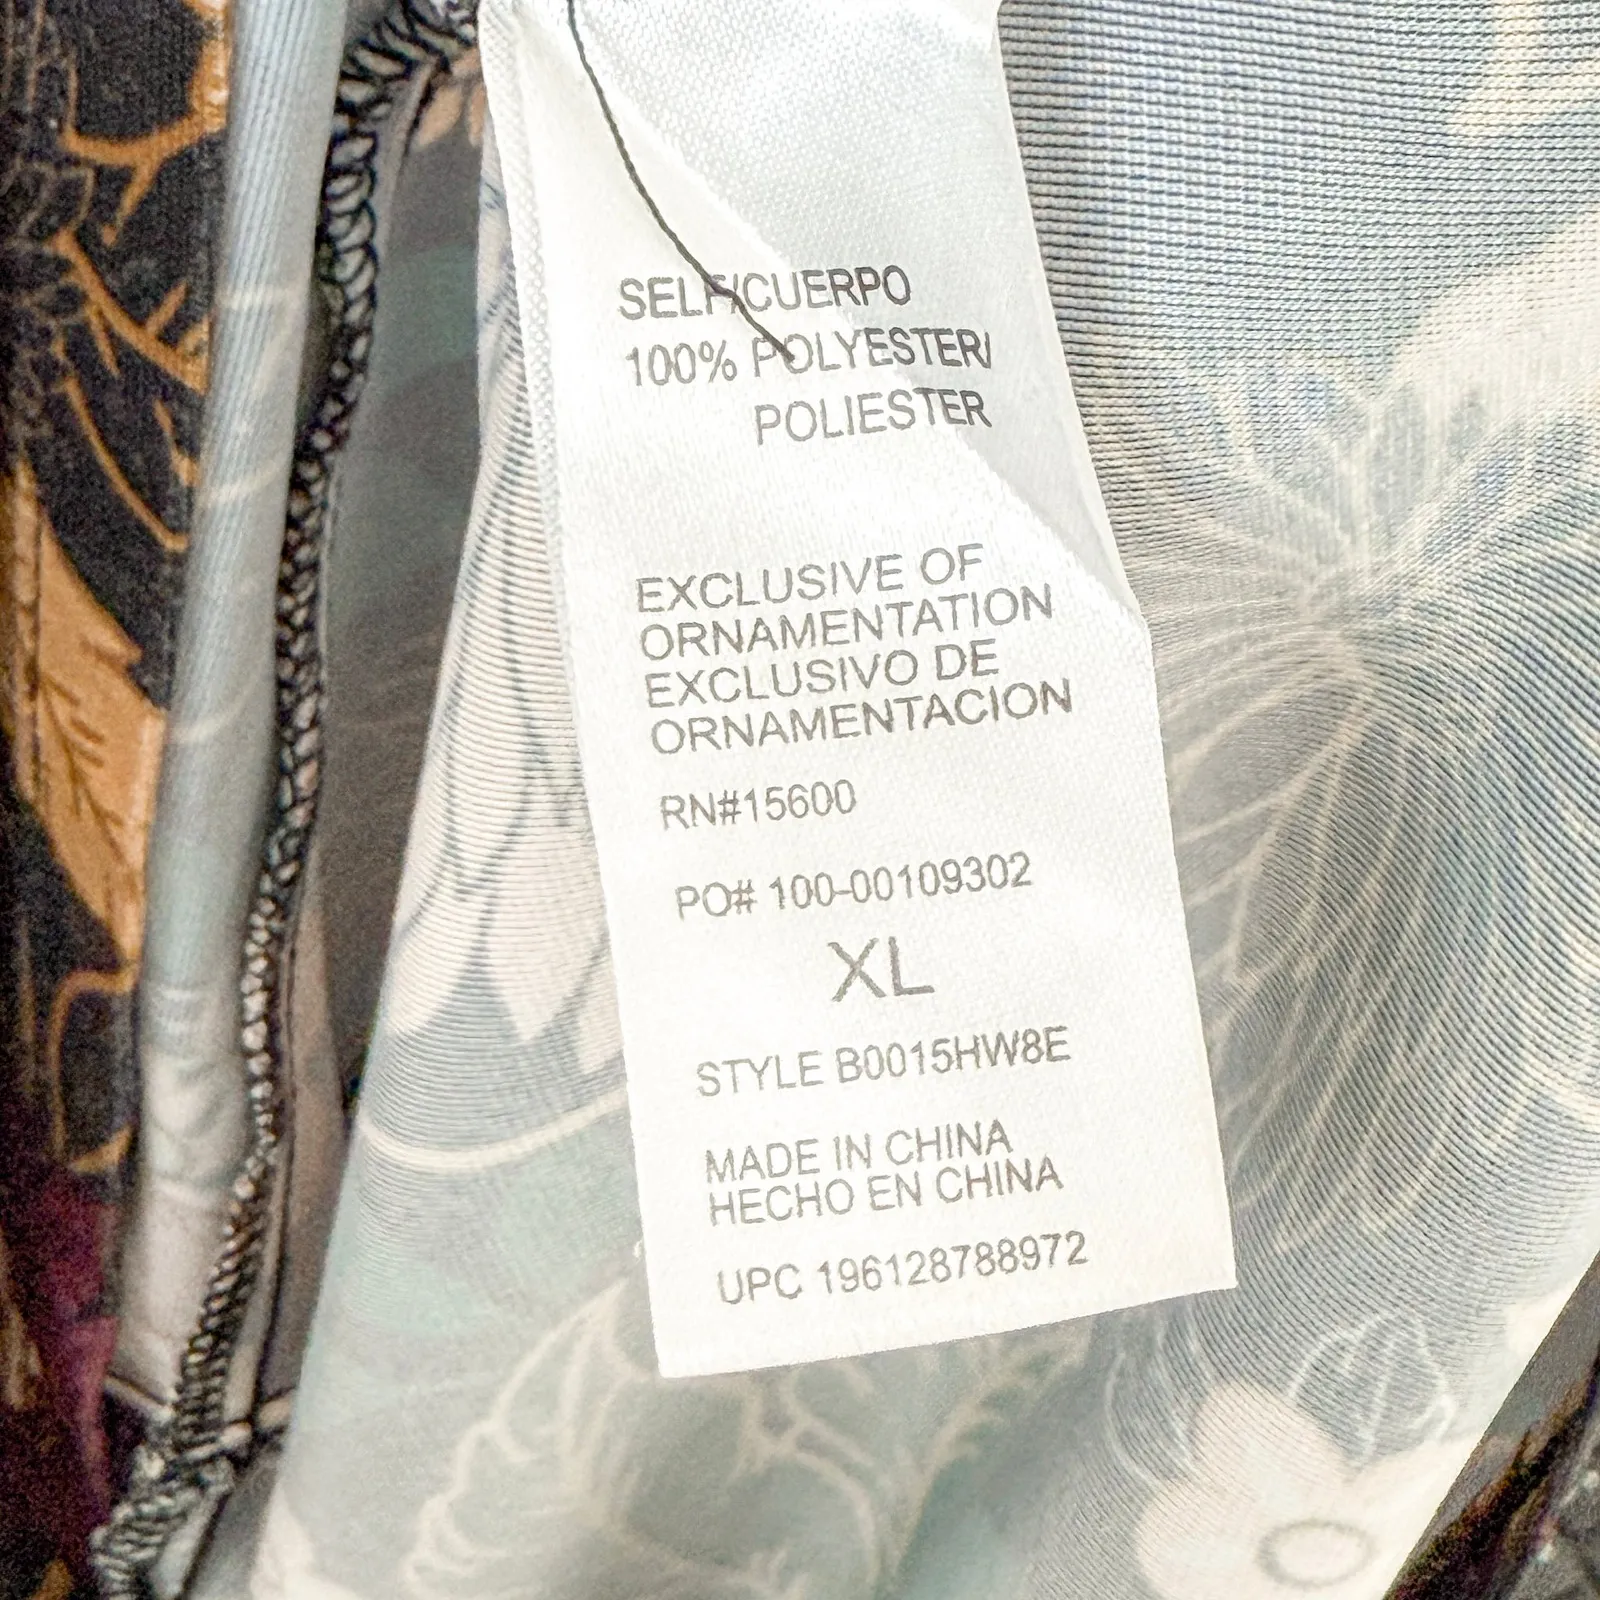 SELF/CUERPO
100% POLYESTER/
POLIESTER
EXCLUSIVE OF
ORNAMENTATION
EXCLUSIVO DE
ORNAMENTACION
RN#15600
PO# 100-00109302
XL
STYLE B0015HW8E
MADE IN CHINA
HECHO EN CHINA
UPC 196128788972